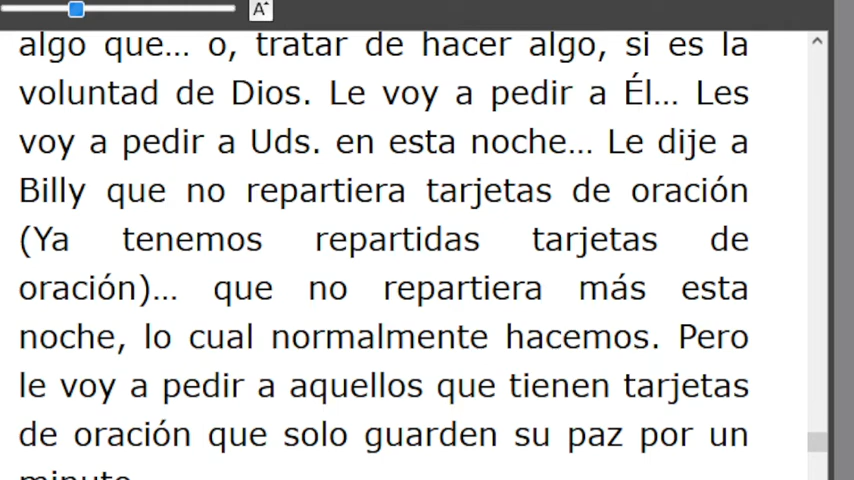 A
algo que… o, tratar de hacer algo, si es la
voluntad de Dios. Le voy a pedir a Él… Les
voy a pedir a Uds. en esta noche… Le dije a
Billy que no repartiera tarjetas de oración
(Ya tenemos repartidas tarjetas de
oración)… que no repartiera más esta
noche, lo cual normalmente hacemos. Pero
le voy a pedir a aquellos que tienen tarjetas
de oración que solo guarden su paz por un
minuto